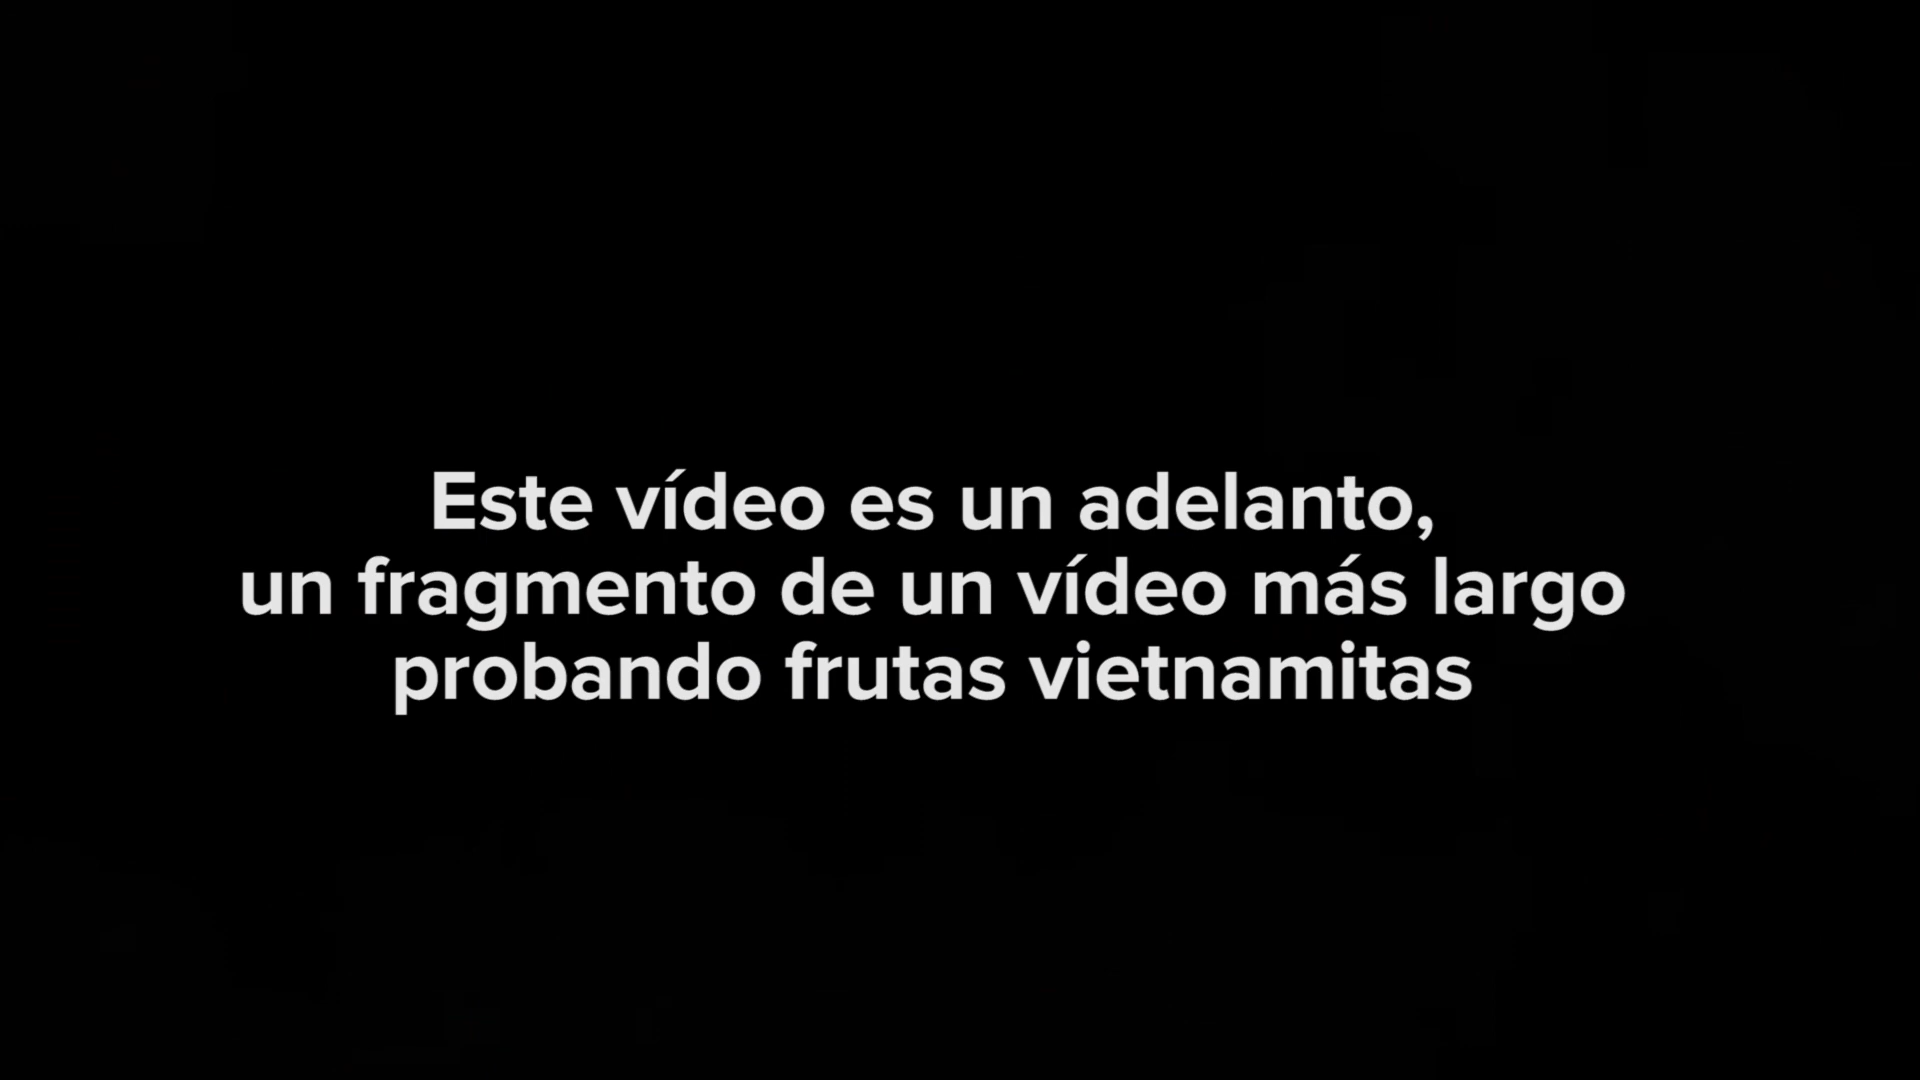 Este vídeo es un adelanto,
un fragmento de un vídeo más largo
probando frutas vietnamitas